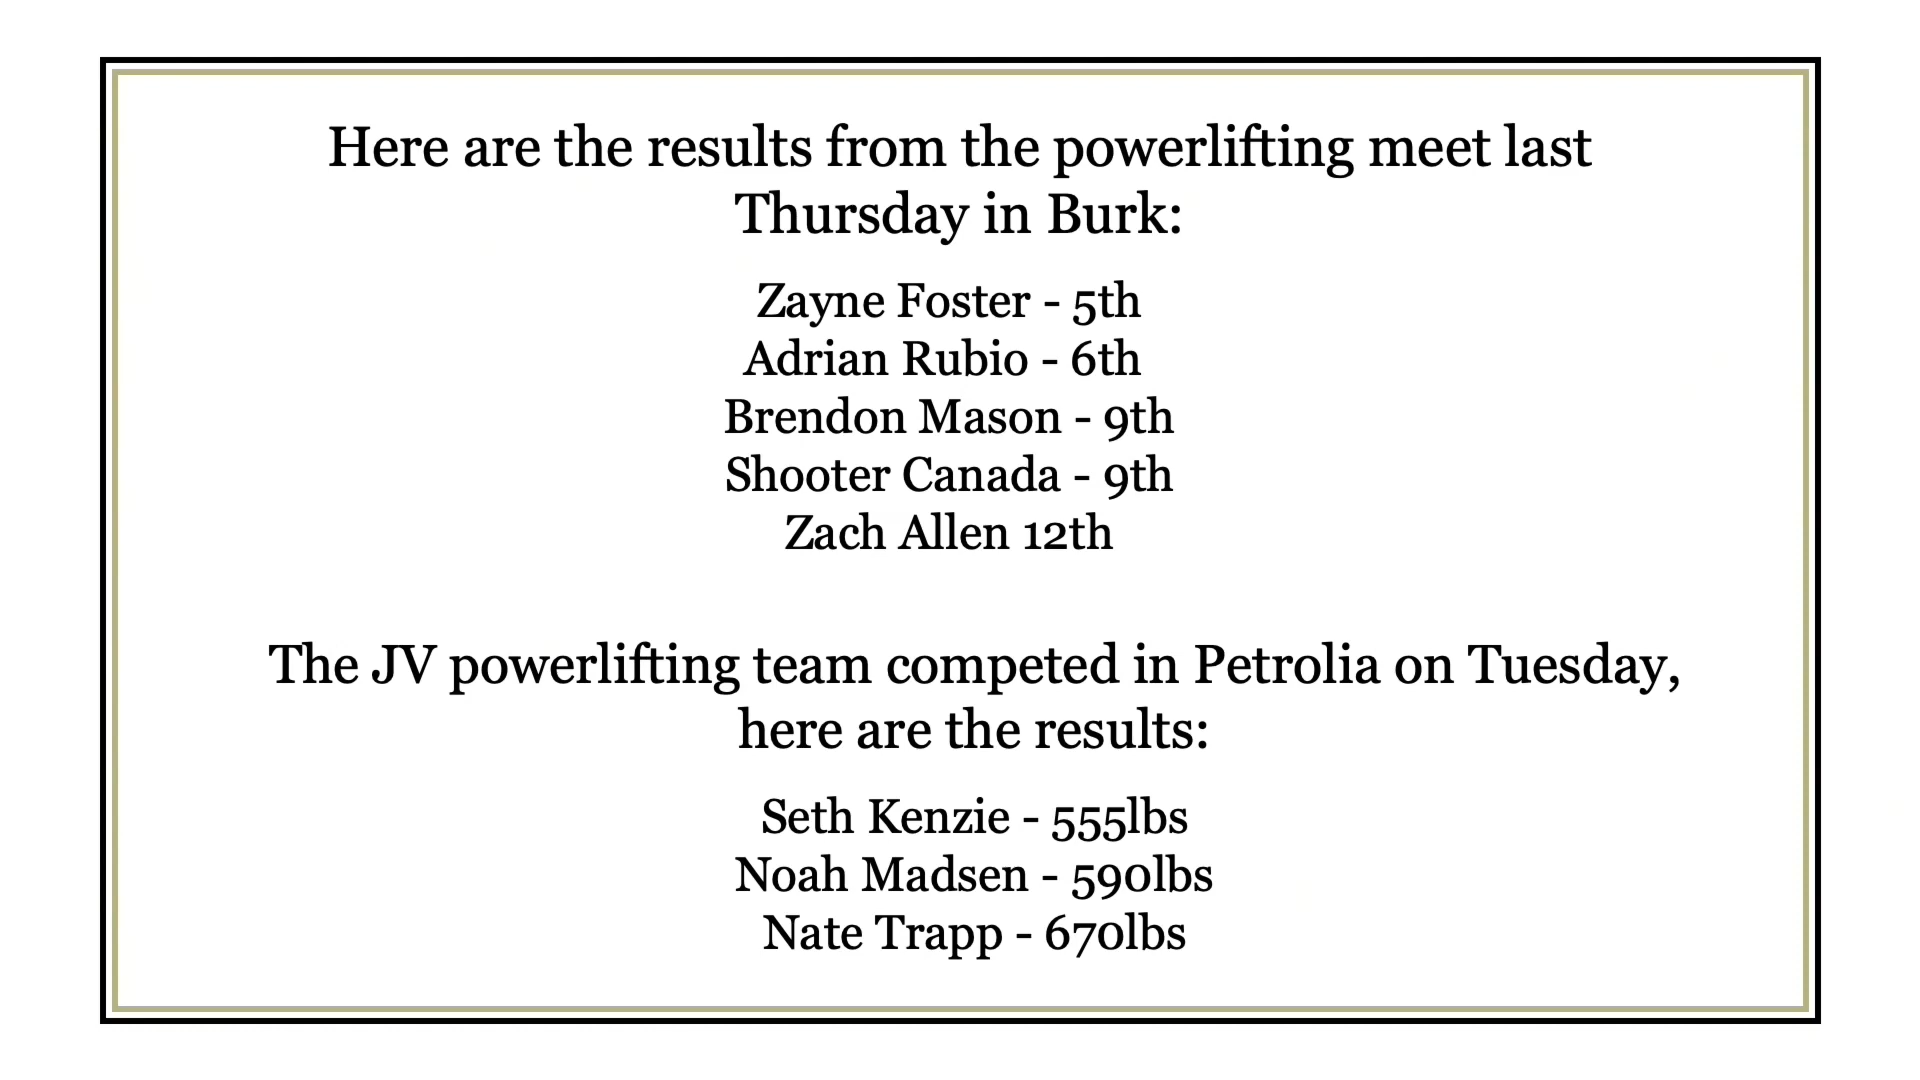 Here are the results from the powerlifting meet last
Thursday in Burk:
Zayne Foster - 5th
Adrian Rubio - 6th
Brendon Mason - 9th
Shooter Canada - 9th
Zach Allen 12th
The JV powerlifting team competed in Petrolia on Tuesday,
here are the results:
Seth Kenzie - 555lbs
Noah Madsen - 590lbs
Nate Trapp - 670lbs